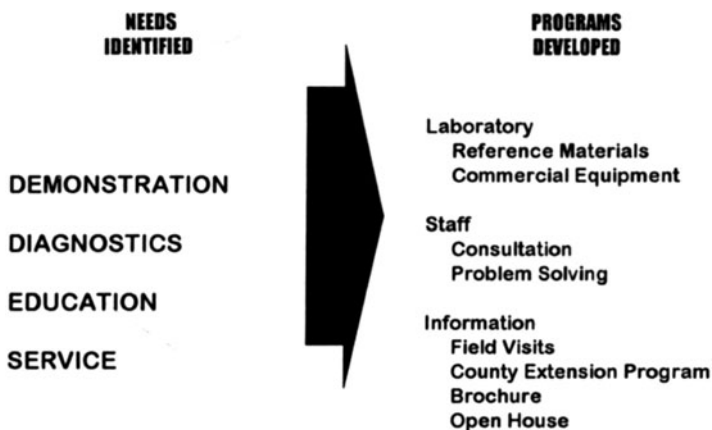 NEEDS
IDENTIFIED
DEMONSTRATION
DIAGNOSTICS
EDUCATION
SERVICE
PROGRAMS
DEVELOPED
Laboratory
Reference Materials
Commercial Equipment
Staff
Consultation
Problem Solving
Information
Field Visits
County Extension Program
Brochure
Open House